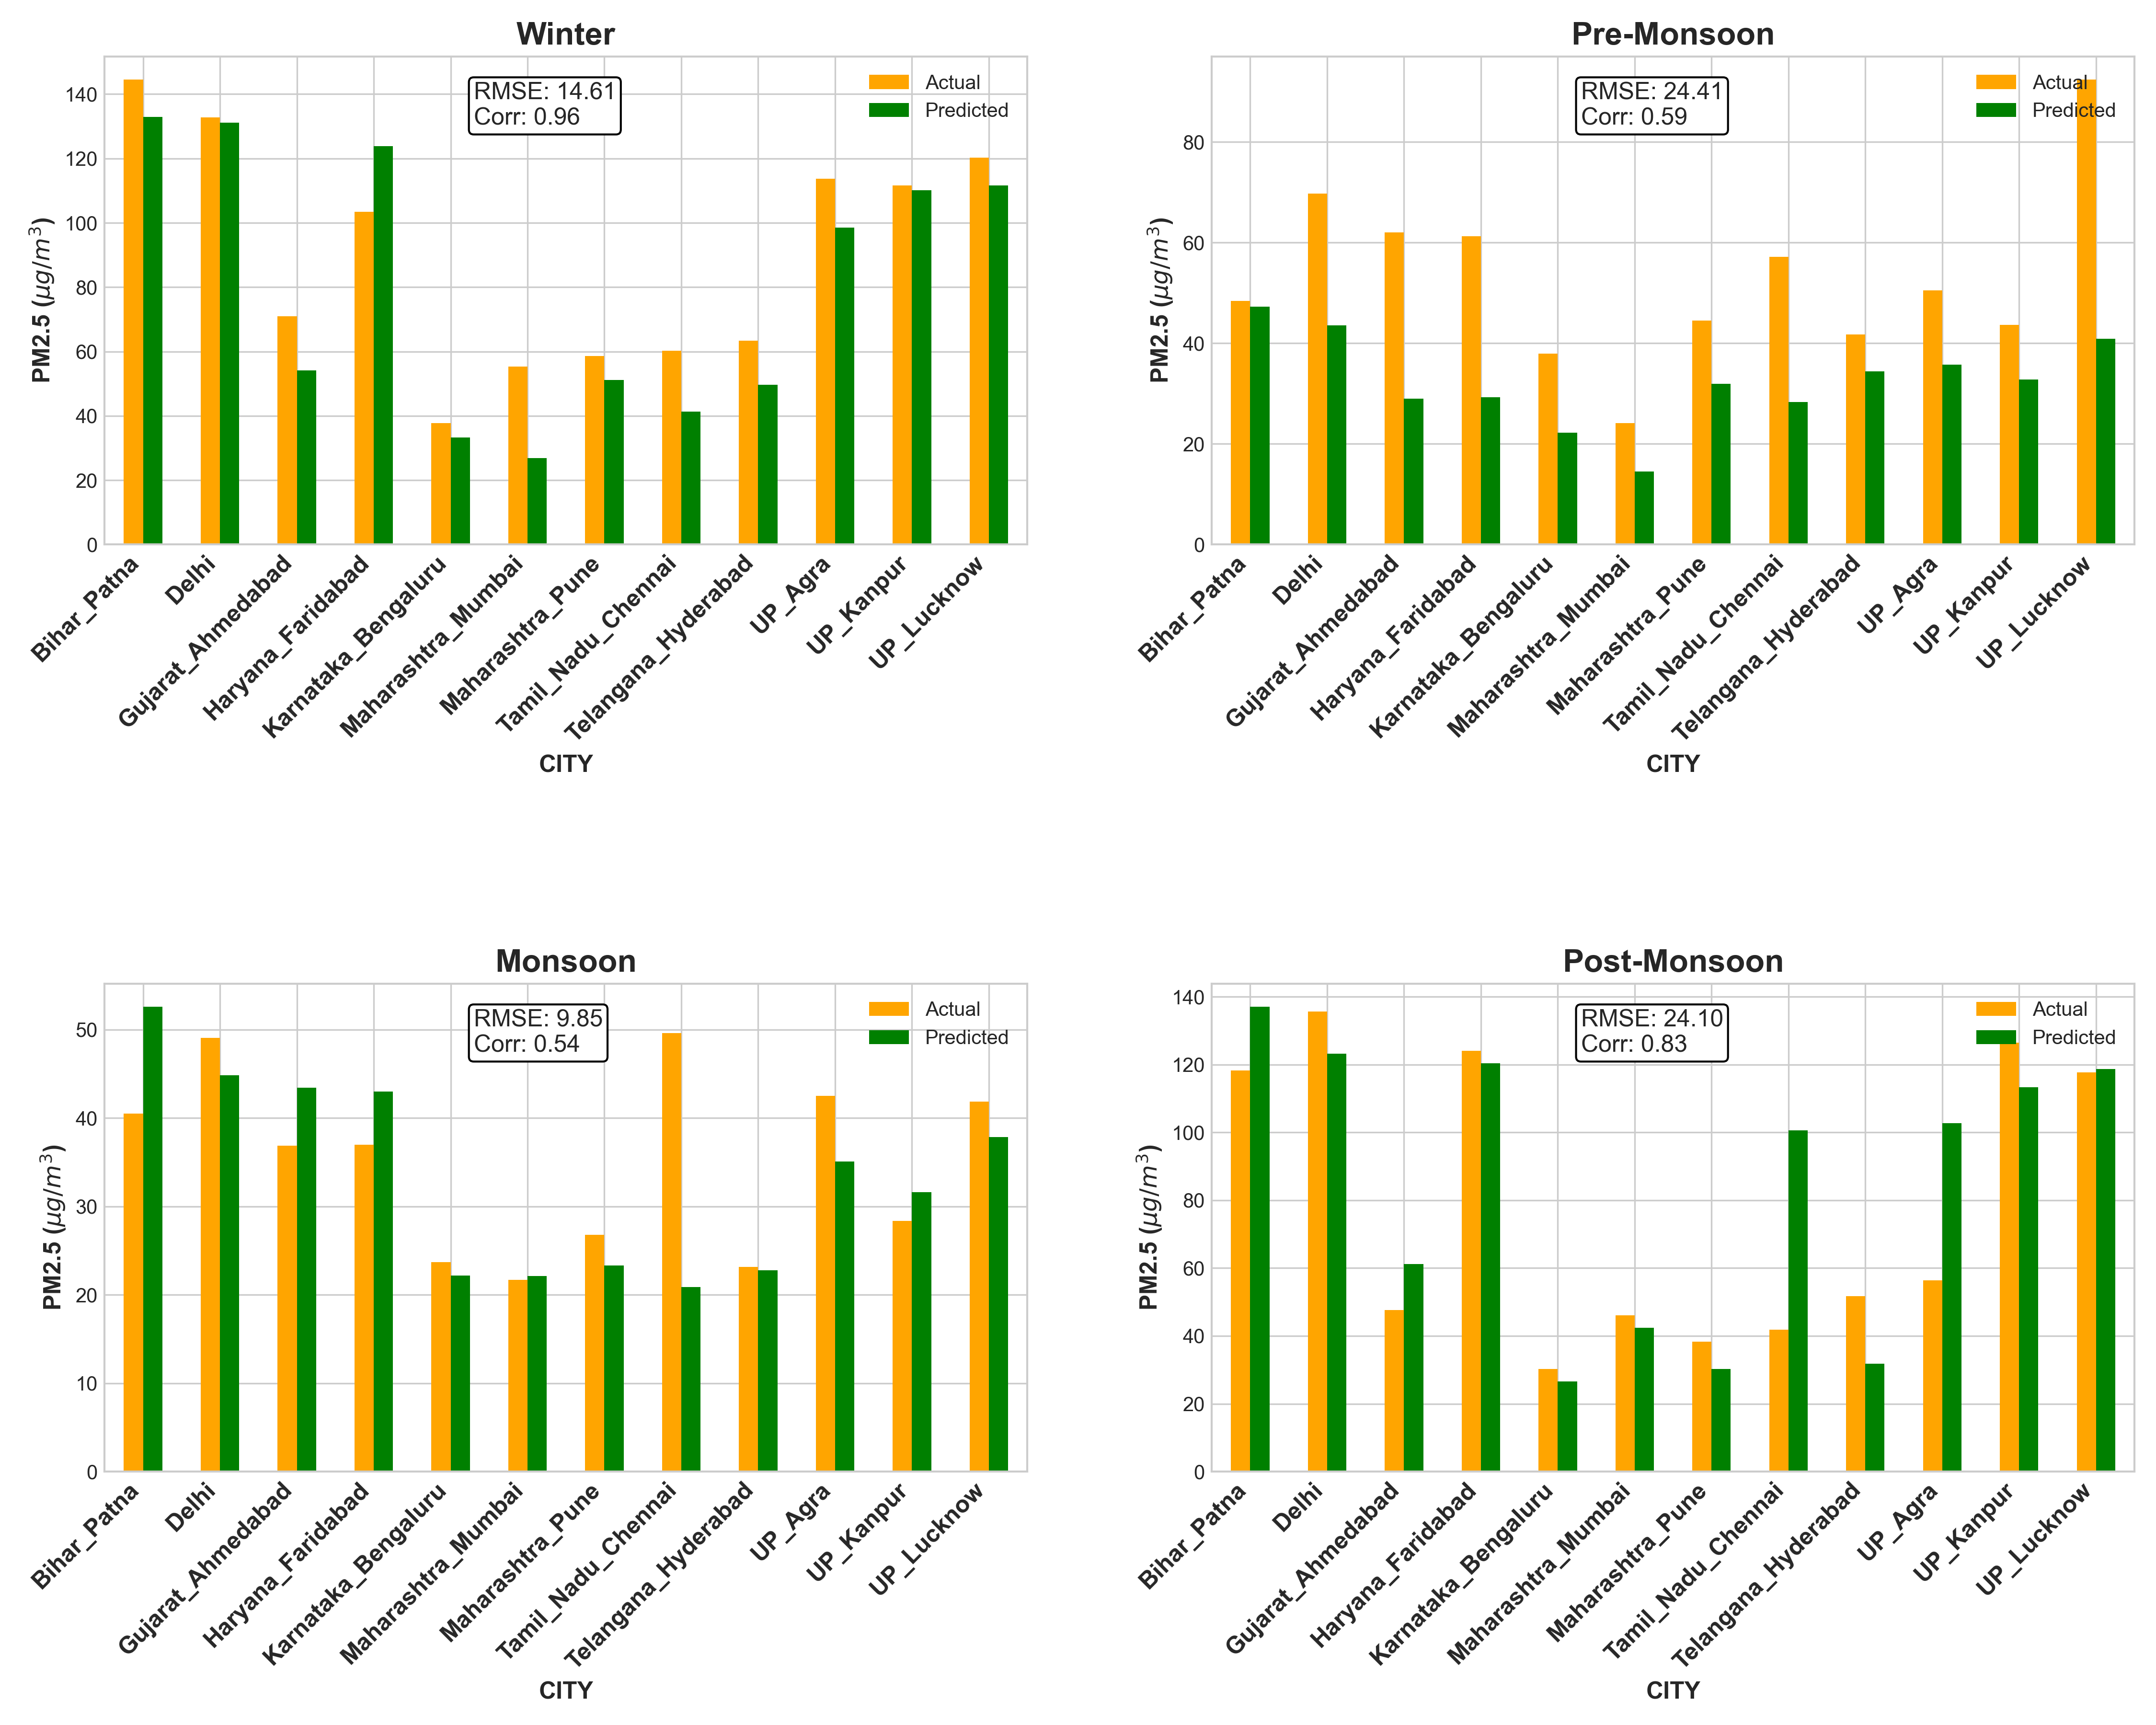 Winter
RMSE: 14.61
Corr: 0.96
Actual
Predicted
PM2.5 (μg/m³)
140
120
100
80
60
40
20
0
Bihar_Patna
Delhi
Gujarat_Ahmedabad
Haryana_Faridabad
Karnataka_Bengaluru
Maharashtra_Mumbai
Maharashtra_Pune
Tamil_Nadu_Chennai
Telangana_Hyderabad
UP_Agra
UP_Kanpur
UP_Lucknow
CITY
Pre-Monsoon
RMSE: 24.41
Corr: 0.59
Actual
Predicted
PM2.5 (μg/m³)
80
60
40
20
0
Bihar_Patna
Delhi
Gujarat_Ahmedabad
Haryana_Faridabad
Karnataka_Bengaluru
Maharashtra_Mumbai
Maharashtra_Pune
Tamil_Nadu_Chennai
Telangana_Hyderabad
UP_Agra
UP_Kanpur
UP_Lucknow
CITY
Monsoon
RMSE: 9.85
Corr: 0.54
Actual
Predicted
PM2.5 (μg/m³)
50
40
30
20
10
0
Bihar_Patna
Delhi
Gujarat_Ahmedabad
Haryana_Faridabad
Karnataka_Bengaluru
Maharashtra_Mumbai
Maharashtra_Pune
Tamil_Nadu_Chennai
Telangana_Hyderabad
UP_Agra
UP_Kanpur
UP_Lucknow
CITY
Post-Monsoon
RMSE: 24.10
Corr: 0.83
Actual
Predicted
PM2.5 (μg/m³)
140
120
100
80
60
40
20
0
Bihar_Patna
Delhi
Gujarat_Ahmedabad
Haryana_Faridabad
Karnataka_Bengaluru
Maharashtra_Mumbai
Maharashtra_Pune
Tamil_Nadu_Chennai
Telangana_Hyderabad
UP_Agra
UP_Kanpur
UP_Lucknow
CITY